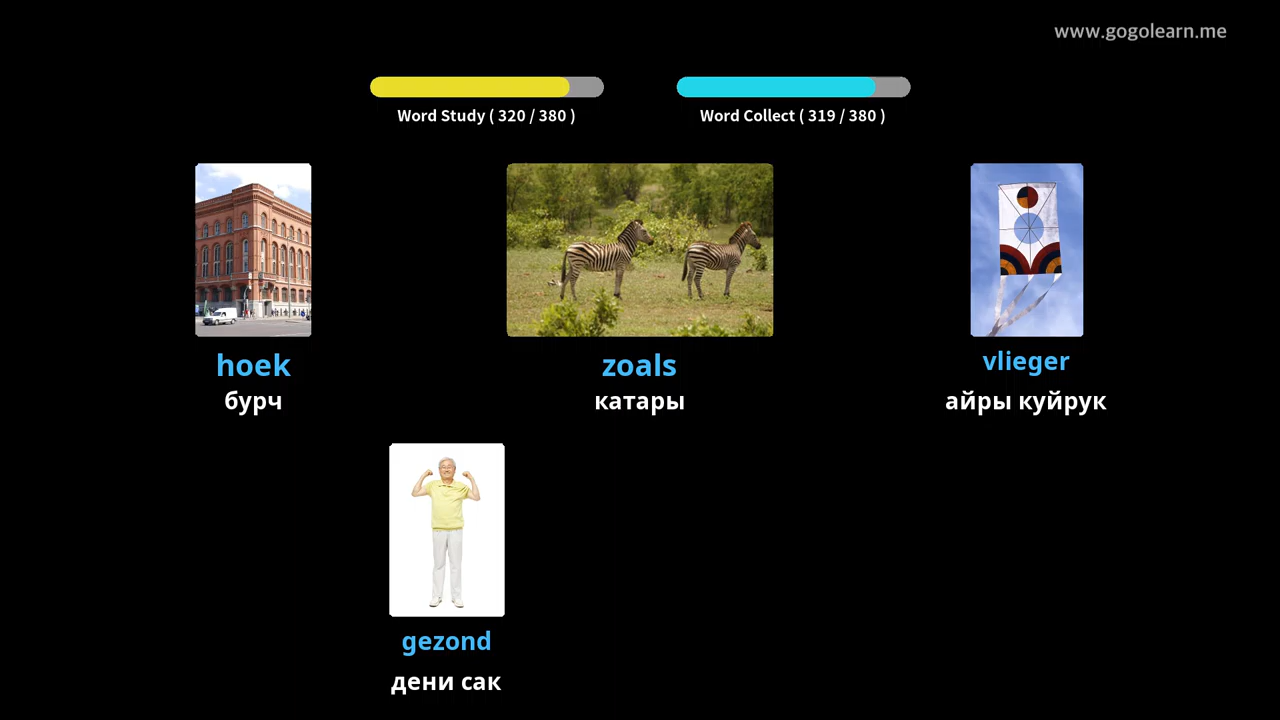 www.gogolearn.me
Word Study ( 320 / 380 )
Word Collect ( 319 / 380 )
hoek
бурч
zoals
катары
vlieger
айры куйрук
gezond
дени сак